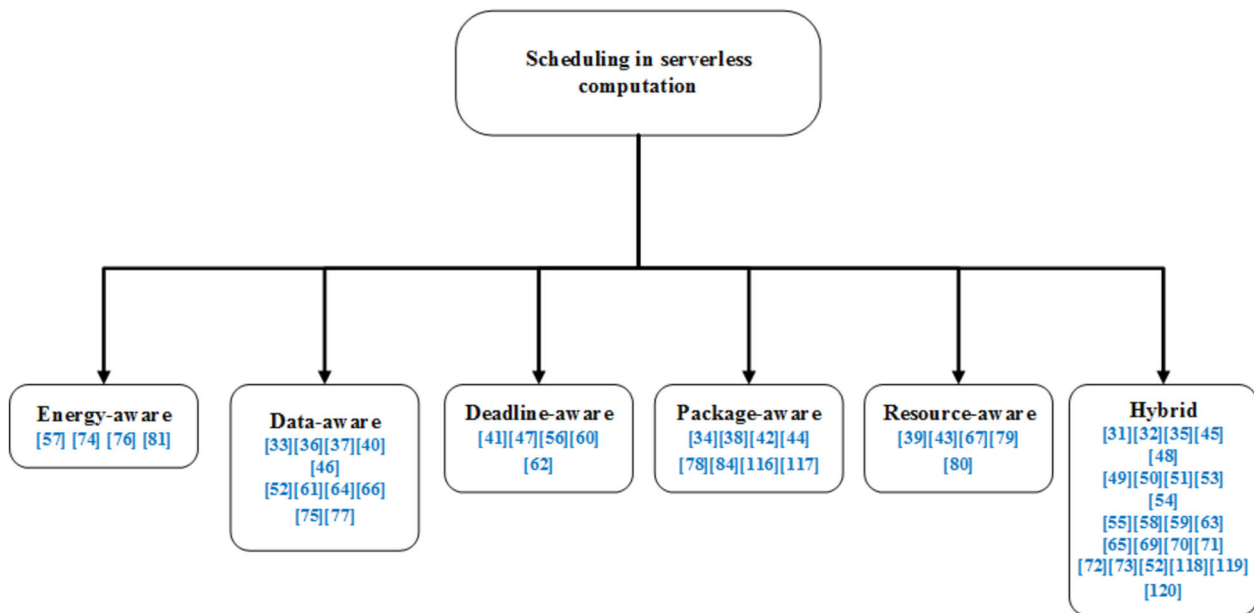 Scheduling in serverless
computation
Energy-aware
[57] [74] [76] [81]
Data-aware
[33][36][37][40]
[46]
[52][61][64][66]
[75][77]
Deadline-aware
[41][47][56][60]
[62]
Package-aware
[34][38][42][44]
[78][84][116][117]
Resource-aware
[39][43][67][79]
[80]
Hybrid
[31][32][35][45]
[48]
[49][50][51][53]
[54]
[55][58][59][63]
[65][69][70][71]
[72][73][52][118][119]
[120]